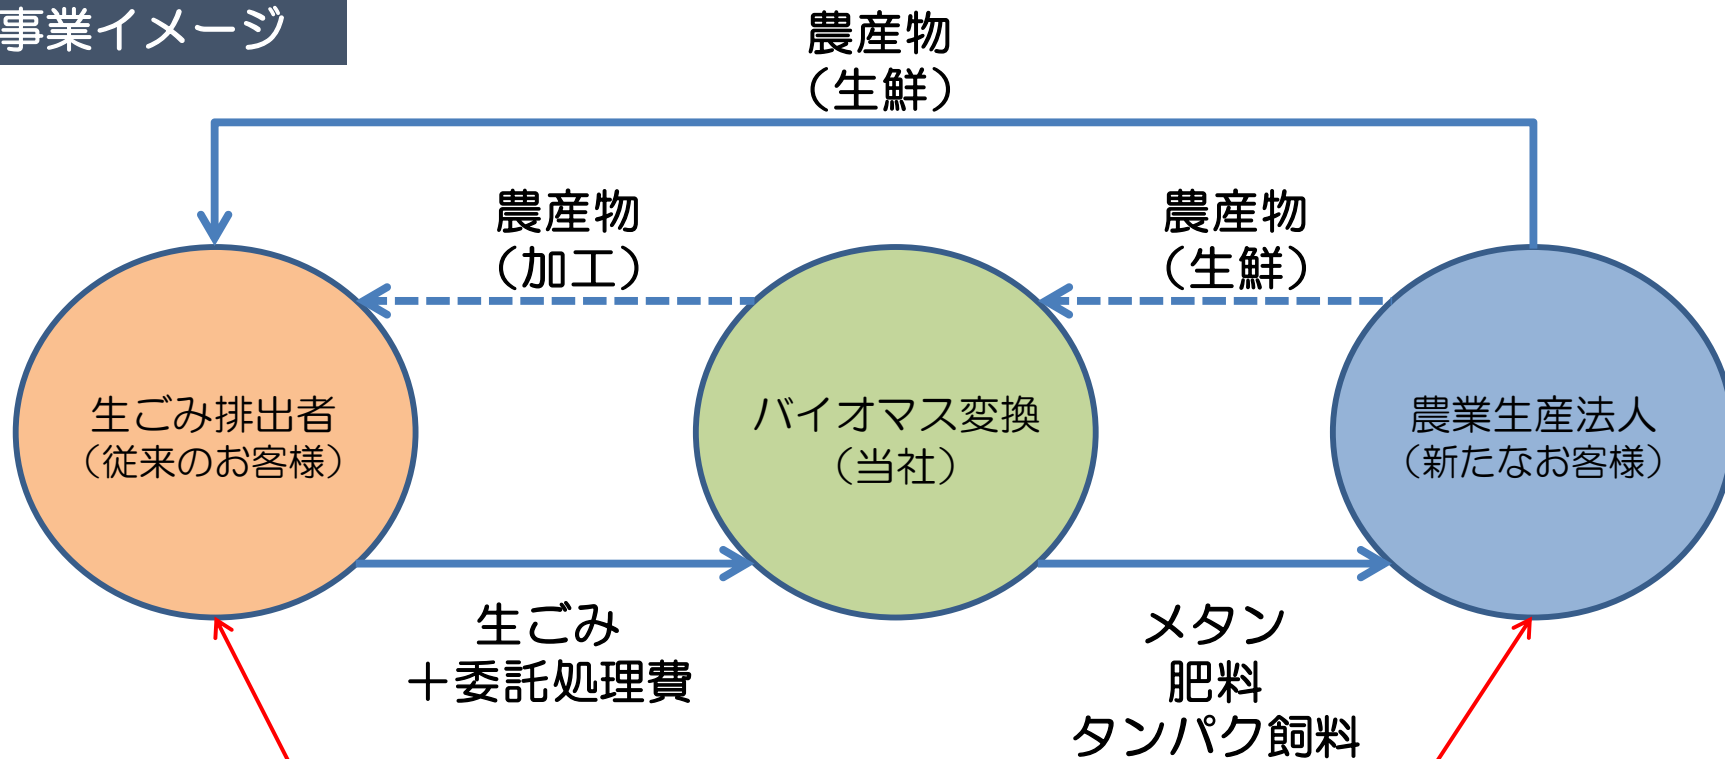 事業イメージ
農産物
（生鮮）
農産物
（加工）
農産物
（生鮮）
生ごみ排出者
（従来のお客様）
バイオマス変換
（当社）
農業生産法人
（新たなお客様）
生ごみ
＋委託処理費
メタン
肥料
タンパク飼料